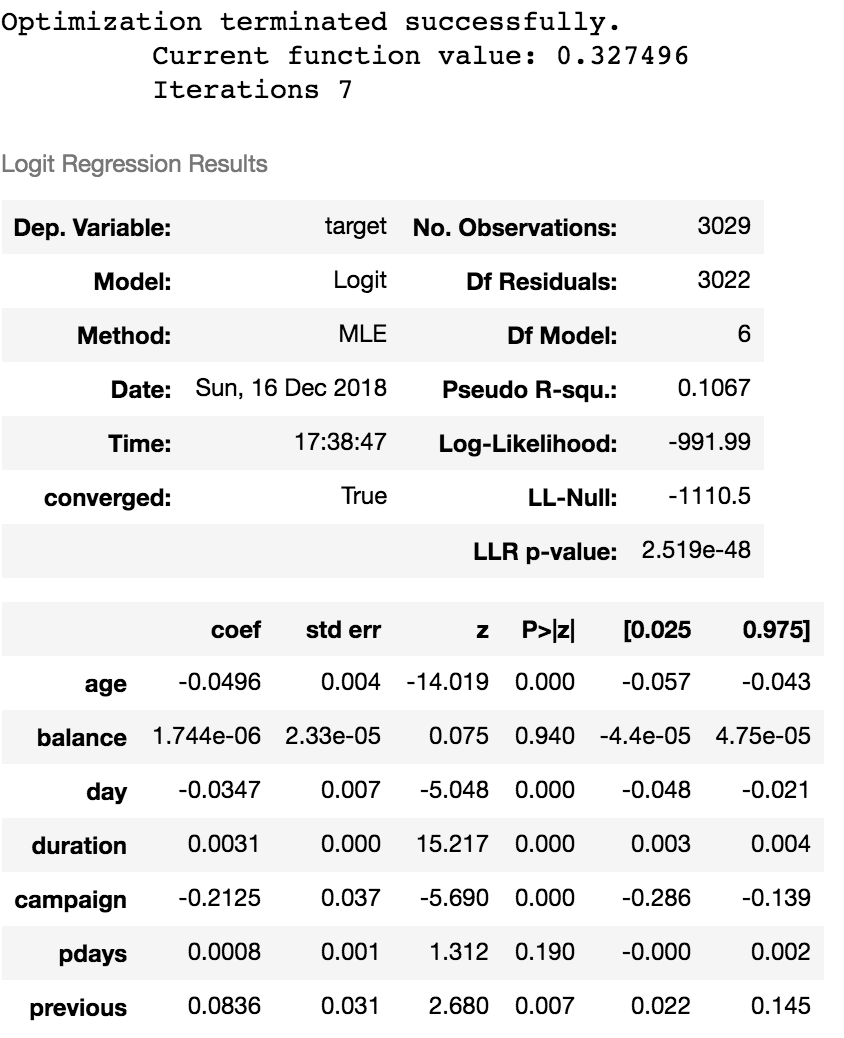 Optimization terminated successfully.
Current function value: 0.327496
Iterations 7
Logit Regression Results
Dep. Variable: target No. Observations: 3029
Model: Logit Df Residuals: 3022
Method: MLE Df Model: 6
Date: Sun, 16 Dec 2018 Pseudo R-squ.: 0.1067
Time: 17:38:47 Log-Likelihood: -991.99
converged: True LL-Null: -1110.5
LLR p-value: 2.519e-48
coef std err z P>|z| [0.025 0.975]
age -0.0496 0.004 -14.019 0.000 -0.057 -0.043
balance 1.744e-06 2.33e-05 0.075 0.940 -4.4e-05 4.75e-05
day -0.0347 0.007 -5.048 0.000 -0.048 -0.021
duration 0.0031 0.000 15.217 0.000 0.003 0.004
campaign -0.2125 0.037 -5.690 0.000 -0.286 -0.139
pdays 0.0008 0.001 1.312 0.190 -0.000 0.002
previous 0.0836 0.031 2.680 0.007 0.022 0.145